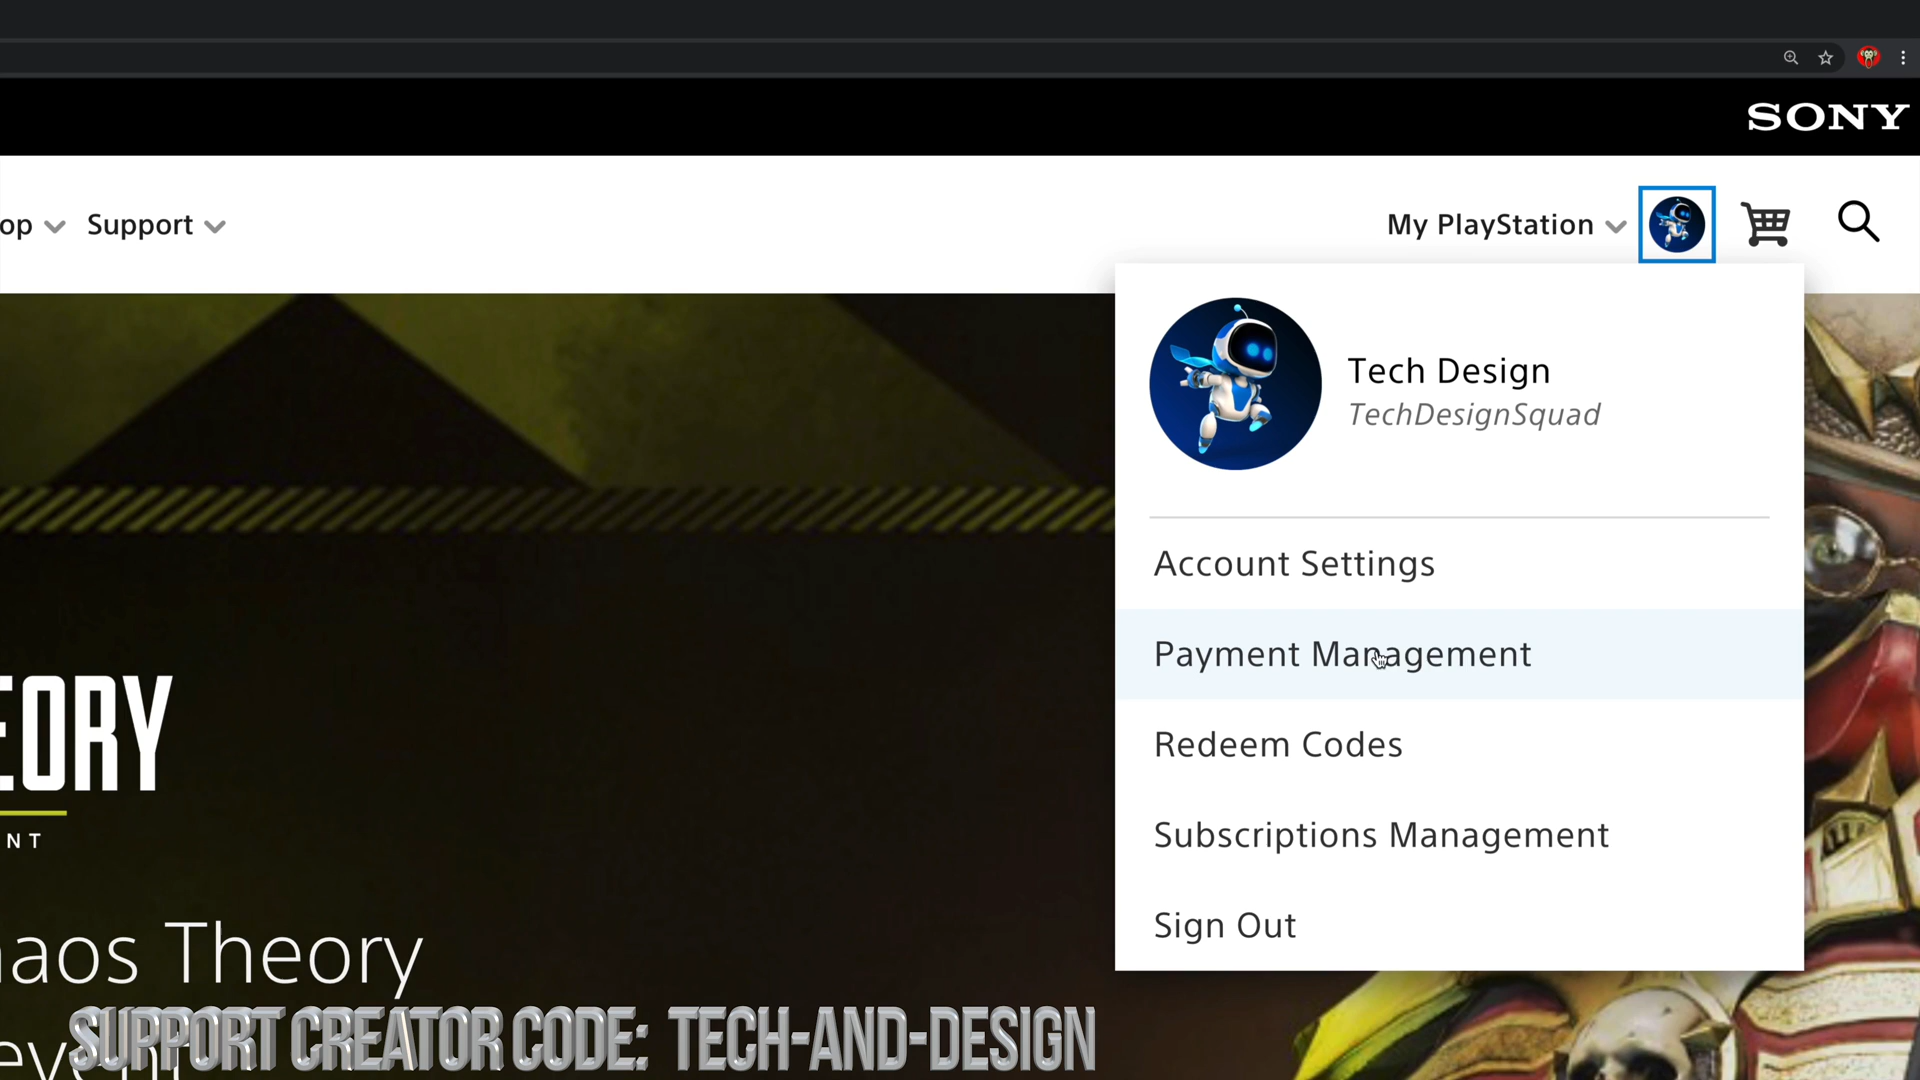 SONY
op Support My PlayStation
Tech Design
TechDesignSquad
Account Settings
Payment Management
Redeem Codes
Subscriptions Management
Sign Out
EORY
NT
aos Theory
SUPPORT CREATOR CODE: TECH-AND-DESIGN